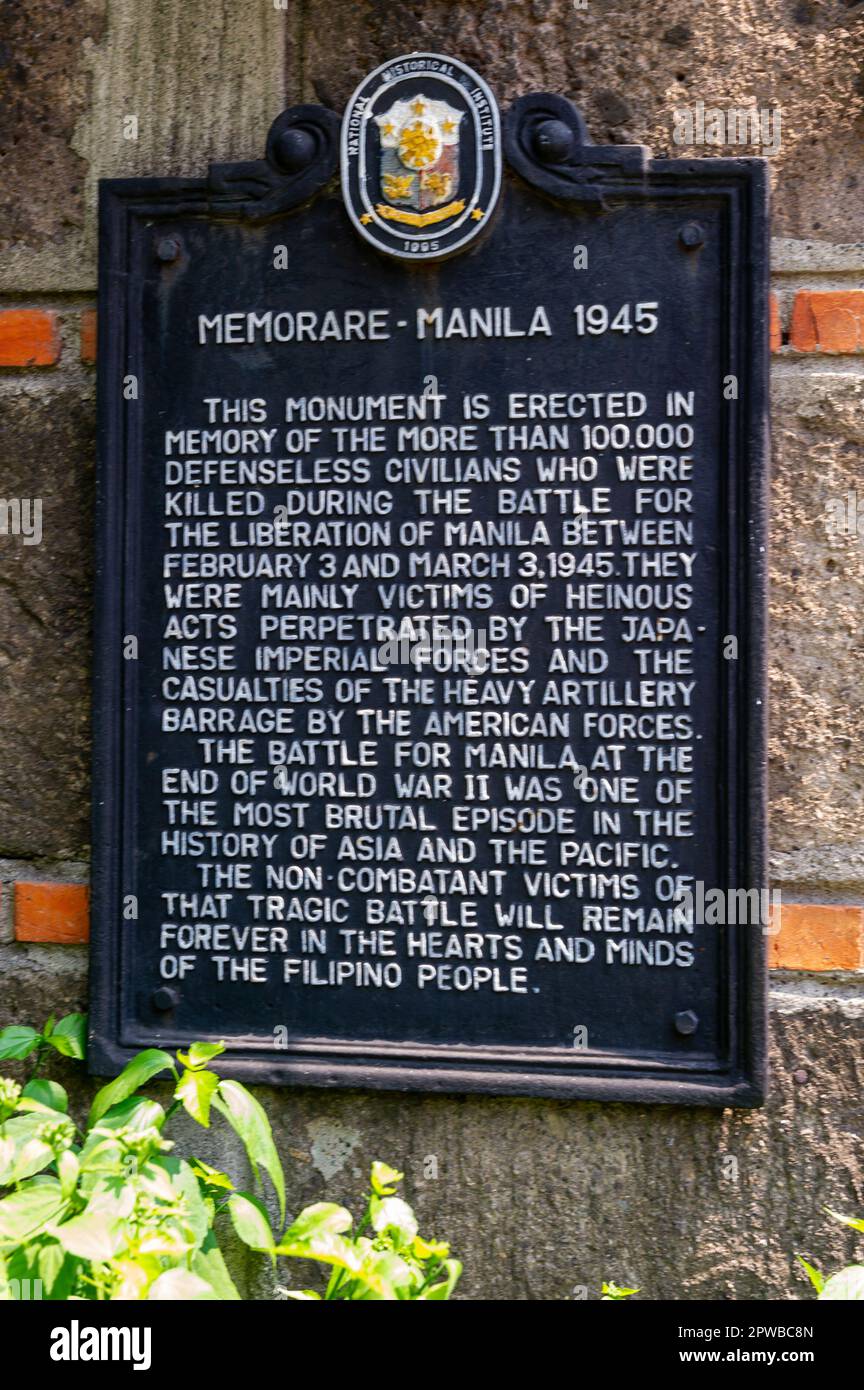 NATIONAL HISTORICAL INSTITUTE
1995
MEMORARE - MANILA 1945
THIS MONUMENT IS ERECTED IN
MEMORY OF THE MORE THAN 100.000
DEFENSELESS CIVILIANS WHO WERE
KILLED DURING THE BATTLE FOR
THE LIBERATION OF MANILA BETWEEN
FEBRUARY 3 AND MARCH 3,1945.THEY
WERE MAINLY VICTIMS OF HEINOUS
ACTS PERPETRATED BY THE JAPA-
NESE IMPERIAL FORCES AND THE
CASUALTIES OF THE HEAVY ARTILLERY
BARRAGE BY THE AMERICAN FORCES.
THE BATTLE FOR MANILA AT THE
END OF WORLD WAR II WAS ONE OF
THE MOST BRUTAL EPISODE IN THE
HISTORY OF ASIA AND THE PACIFIC.
THE NON-COMBATANT VICTIMS OF
THAT TRAGIC BATTLE WILL REMAIN
FOREVER IN THE HEARTS AND MINDS
OF THE FILIPINO PEOPLE.
alamy
Image ID: 2PWBC8N
www.alamy.com